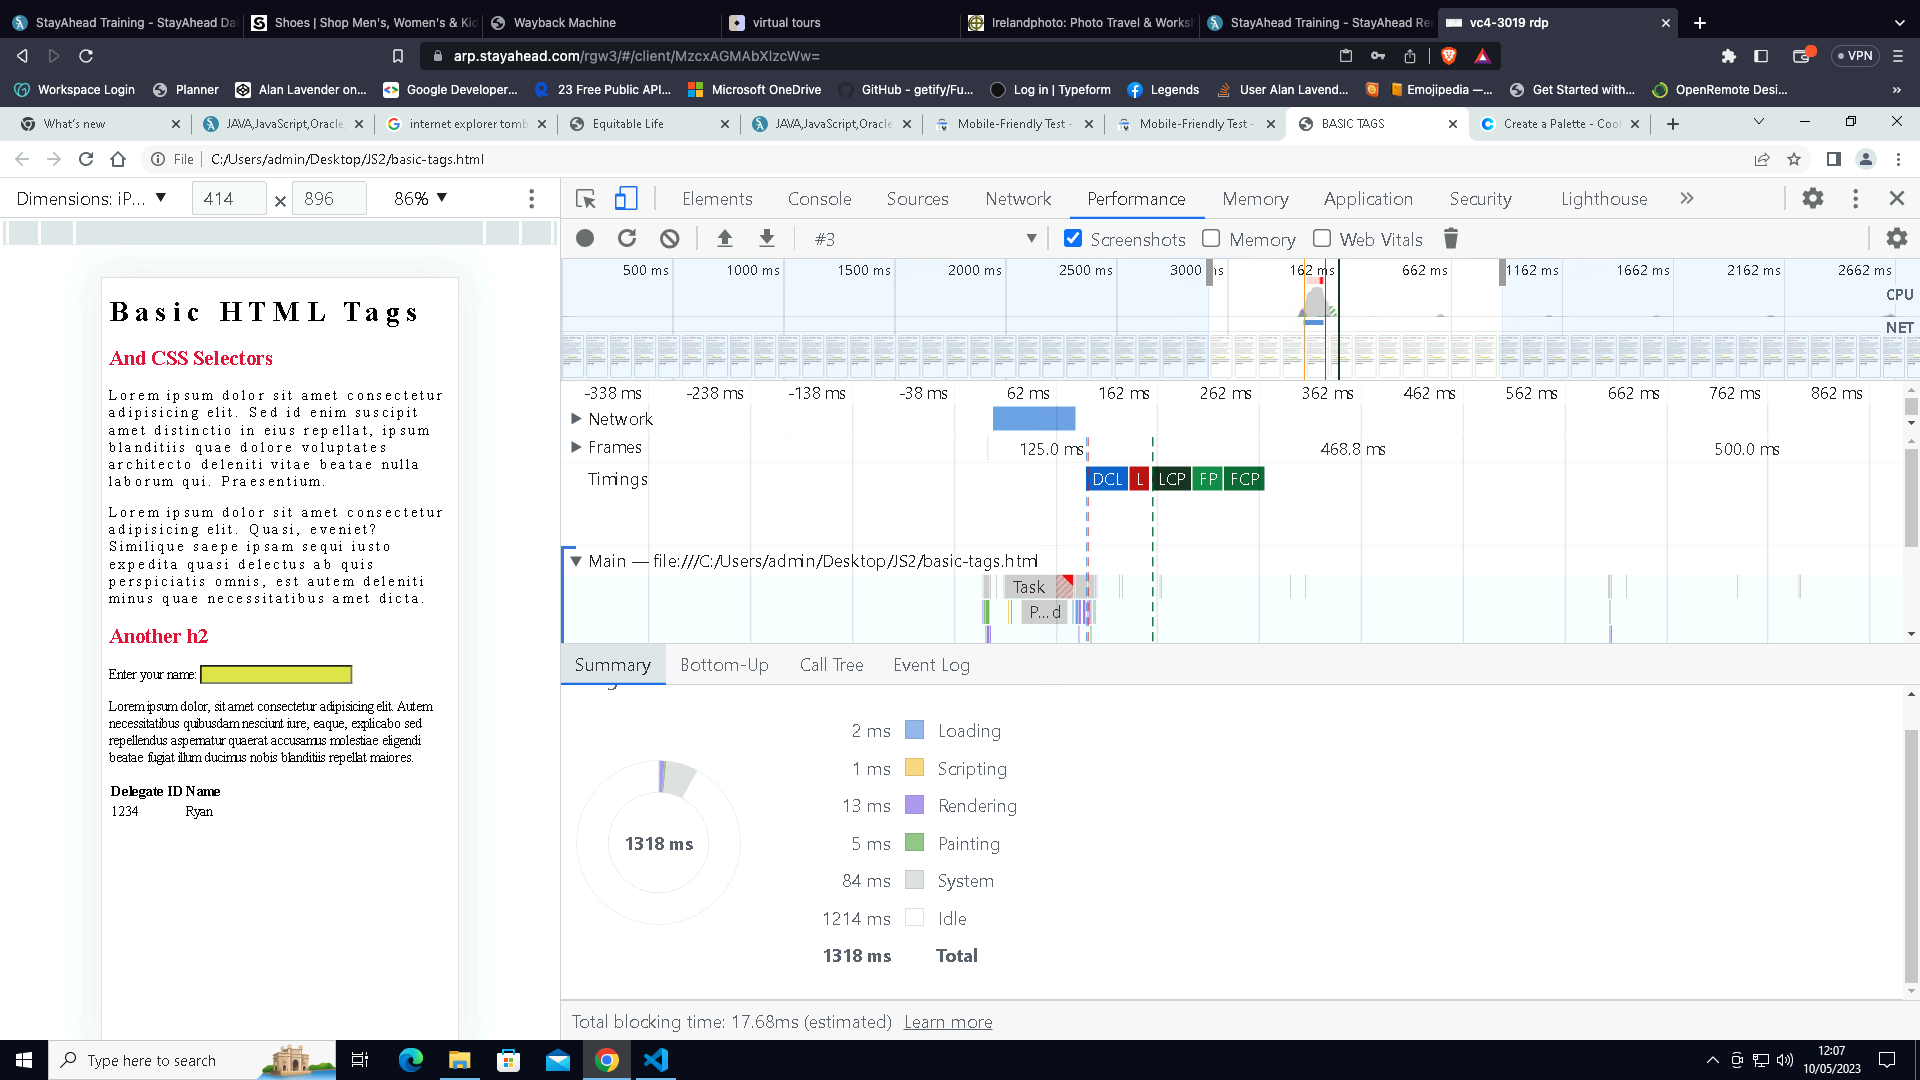 StayAhead Training - StayAhead Da
Shoes | Shop Men's, Women's & Ki
Wayback Machine
virtual tours
Irelandphoto: Photo Travel & Works
StayAhead Training - StayAhead Re
vc4-3019 rdp
arp.stayahead.com/rgw3/#/client/MzcxAGMAbXlzcWw=
VPN
Workspace Login
Planner
Alan Lavender on...
Google Developer...
23 Free Public API...
Microsoft OneDrive
GitHub - getify/Fu...
Log in | Typeform
Legends
User Alan Lavend...
Emojipedia —...
Get Started with...
OpenRemote Desi...
»
What's new
JAVA,JavaScript,Oracle,
internet explorer tomb
Equitable Life
JAVA,JavaScript,Oracle
Mobile-Friendly Test -
Mobile-Friendly Test -
BASIC TAGS
Create a Palette - Cool
File
C:/Users/admin/Desktop/JS2/basic-tags.html
Dimensions: iP... ▼ 414 × 896 86% ▼
Elements Console Sources Network Performance Memory Application Security Lighthouse »
#3 Screenshots Memory Web Vitals
500 ms 1000 ms 1500 ms 2000 ms 2500 ms 3000 ms 162 ms 662 ms 1162 ms 1662 ms 2162 ms 2662 ms
CPU
NET
-338 ms -238 ms -138 ms -38 ms 62 ms 162 ms 262 ms 362 ms 462 ms 562 ms 662 ms 762 ms 862 ms
Network
Frames 125.0 ms 468.8 ms 500.0 ms
Timings DCL L LCP FP FCP
Main — file:///C:/Users/admin/Desktop/JS2/basic-tags.html
Task
P...d
Summary Bottom-Up Call Tree Event Log
2 ms Loading
1 ms Scripting
13 ms Rendering
5 ms Painting
84 ms System
1214 ms Idle
1318 ms Total
1318 ms
Total blocking time: 17.68ms (estimated) Learn more
Basic HTML Tags
And CSS Selectors
Lorem ipsum dolor sit amet consectetur
adipisicing elit. Sed id enim suscipit
amet distinctio in eius repellat, ipsum
blanditiis quae dolore voluptates
architecto deleniti vitae beatae nulla
laborum qui. Praesentium.
Lorem ipsum dolor sit amet consectetur
adipisicing elit. Quasi, eveniet?
Similique saepe ipsam sequi iusto
expedita quasi delectus ab quis
perspiciatis omnis, est autem deleniti
minus quae necessitatibus amet dicta.
Another h2
Enter your name:
Lorem ipsum dolor, sit amet consectetur adipisicing elit. Autem
necessitatibus quibusdam nesciunt iure, eaque, explicabo sed
repellendus aspernatur quaerat accusamus molestiae eligendi
beatae fugiat illum ducimus nobis blanditiis repellat maiores.
Delegate ID Name
1234 Ryan
Type here to search
12:07
10/05/2023